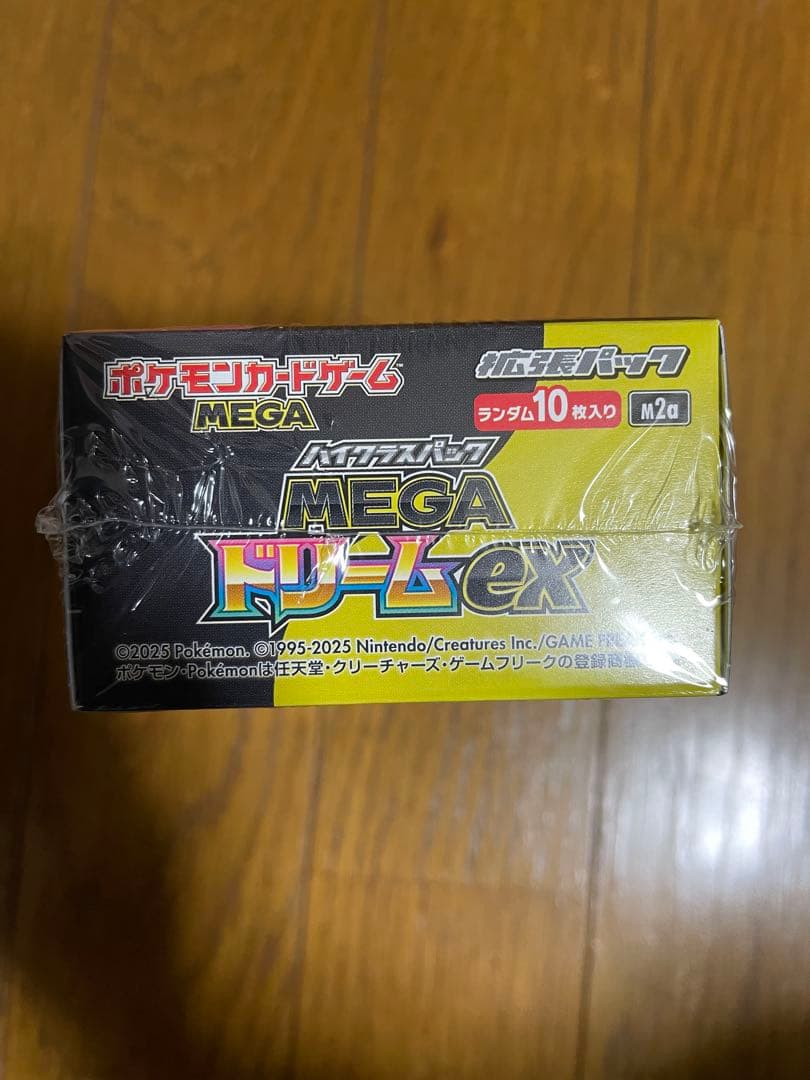 ポケモンカードゲーム
MEGA
拡張パック
ランダム10枚入り
M2a
ハイクラスパック
MEGA
ドリームex
©2025 Pokémon. ©1995-2025 Nintendo/Creatures Inc./GAME
ポケモン・Pokémonは任天堂・クリーチャーズ・ゲームフリークの登録商標